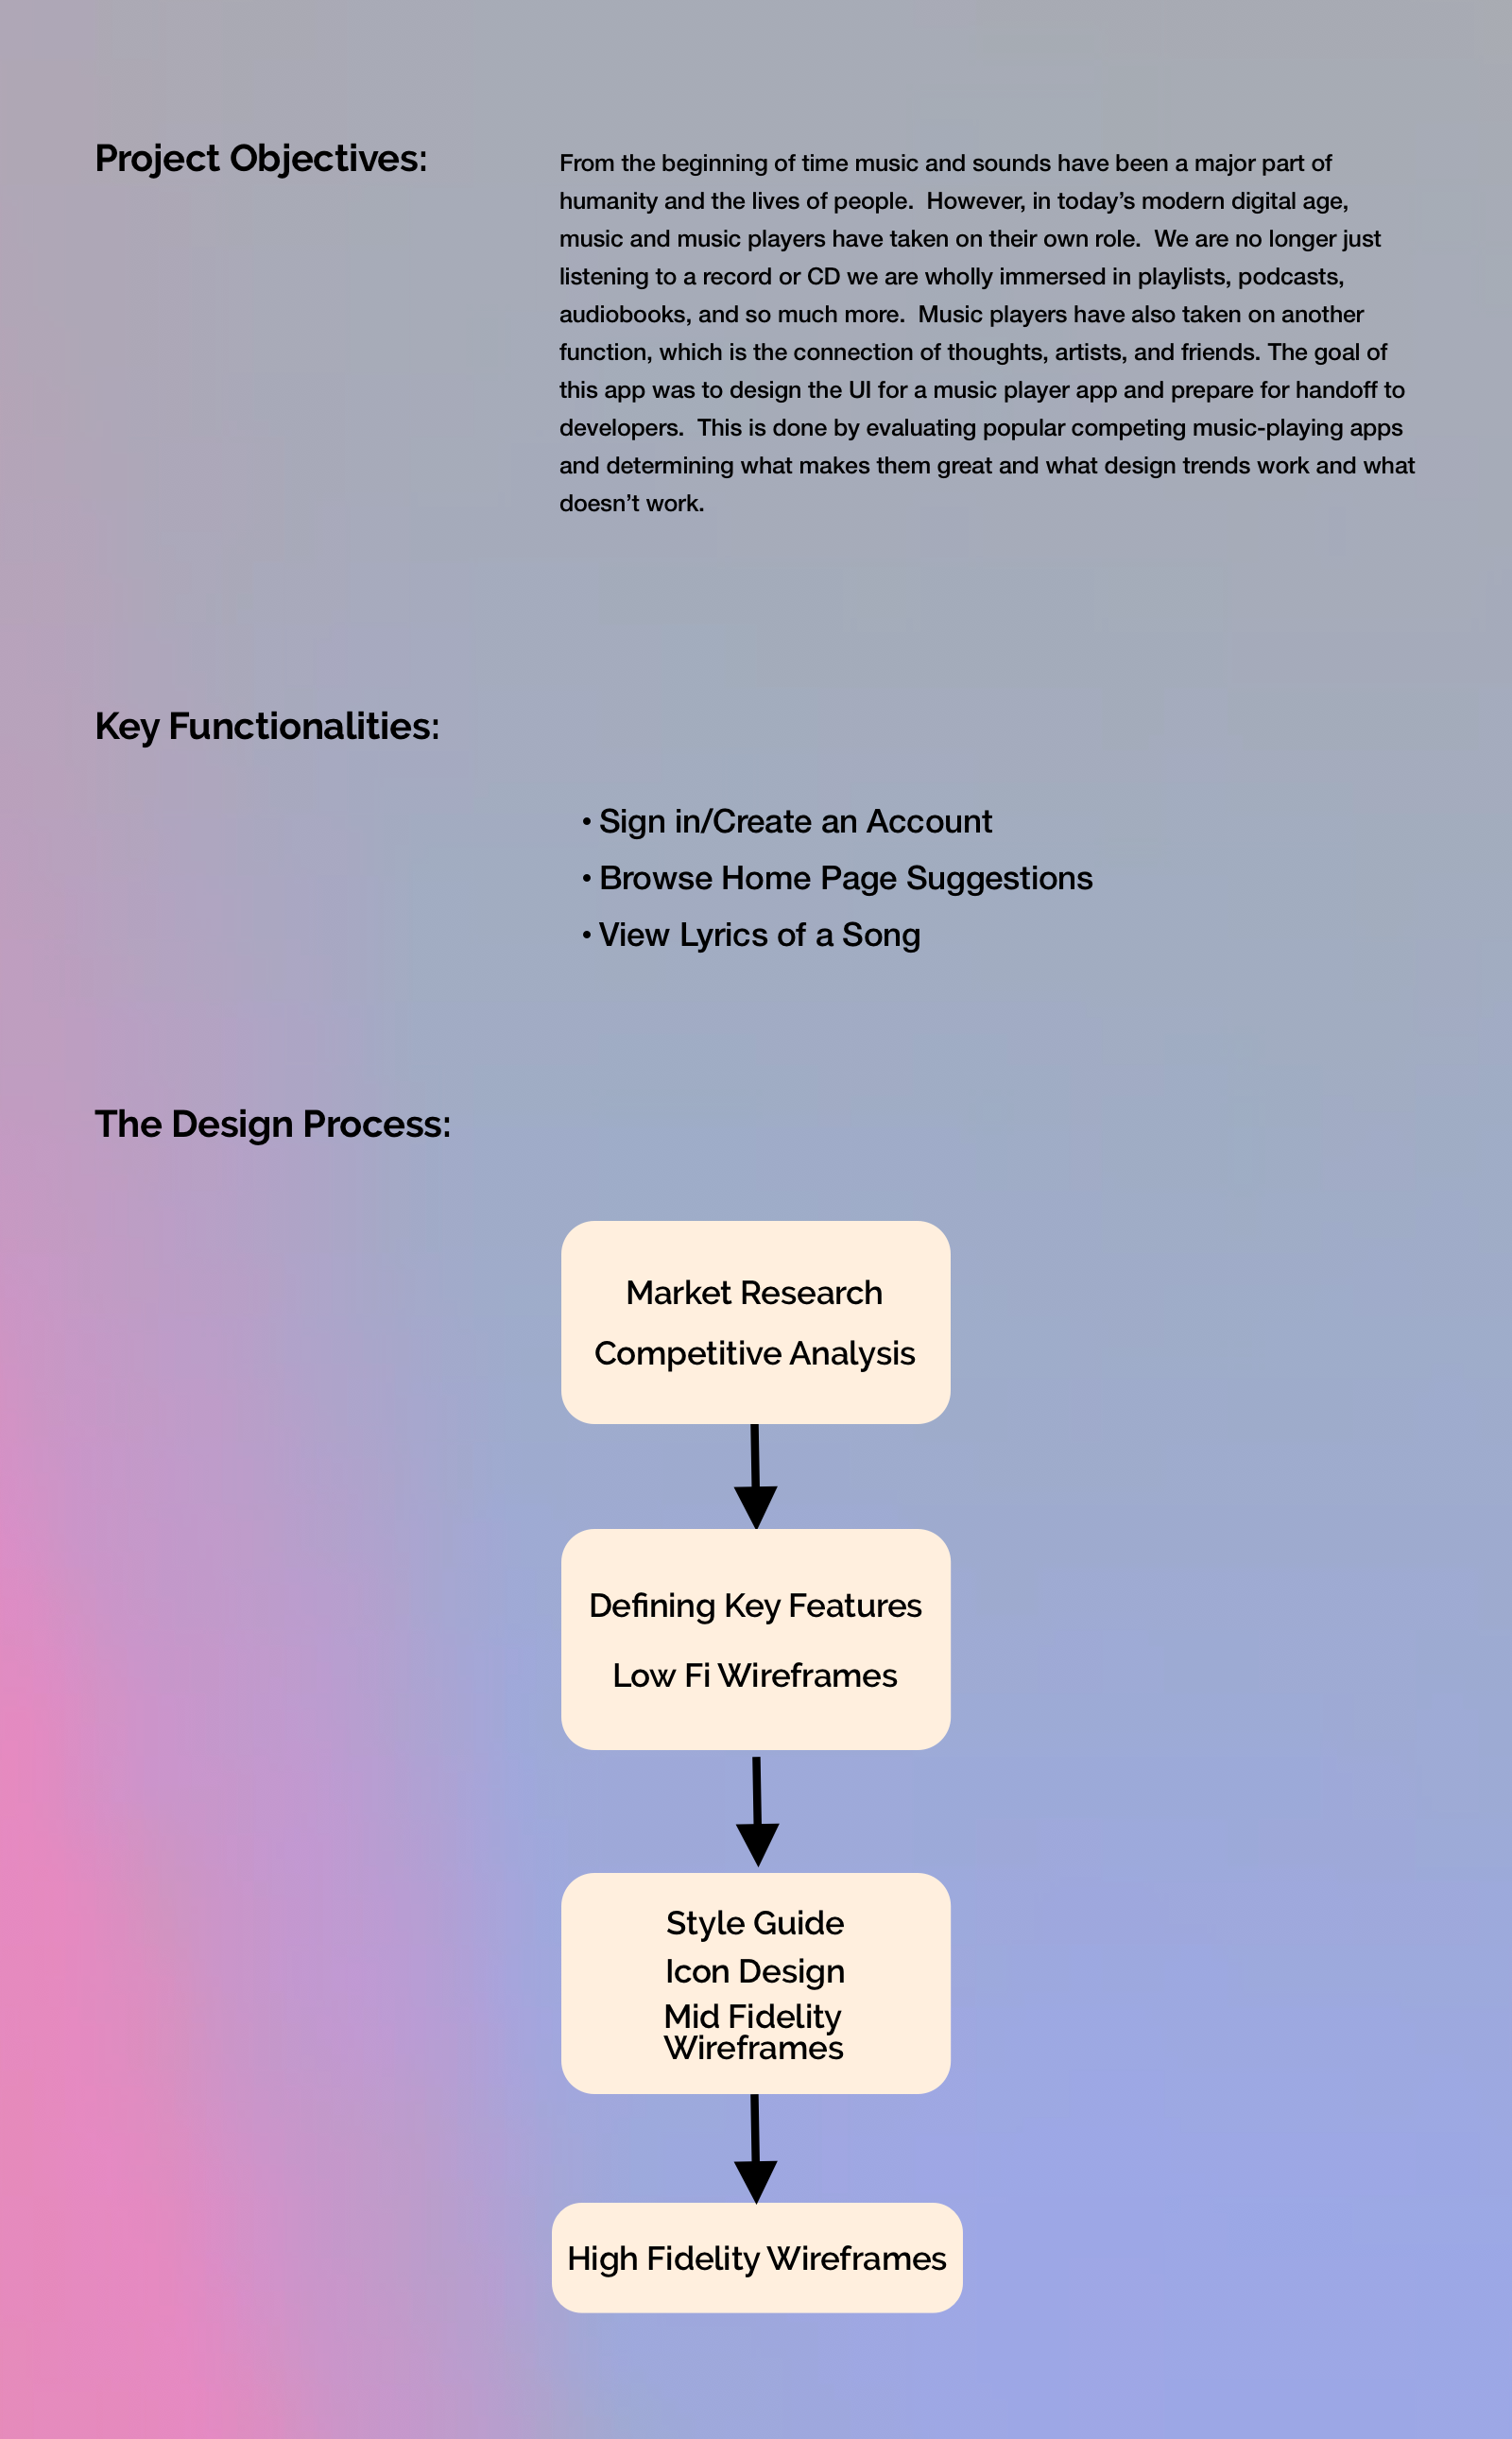 Project Objectives:
From the beginning of time music and sounds have been a major part of
humanity and the lives of people.  However, in today’s modern digital age,
music and music players have taken on their own role.  We are no longer just
listening to a record or CD we are wholly immersed in playlists, podcasts,
audiobooks, and so much more.  Music players have also taken on another
function, which is the connection of thoughts, artists, and friends. The goal of
this app was to design the UI for a music player app and prepare for handoff to
developers.  This is done by evaluating popular competing music-playing apps
and determining what makes them great and what design trends work and what
doesn’t work.
Key Functionalities:
• Sign in/Create an Account
• Browse Home Page Suggestions
• View Lyrics of a Song
The Design Process:
Market Research
Competitive Analysis
Defining Key Features
Low Fi Wireframes
Style Guide
Icon Design
Mid Fidelity
Wireframes
High Fidelity Wireframes